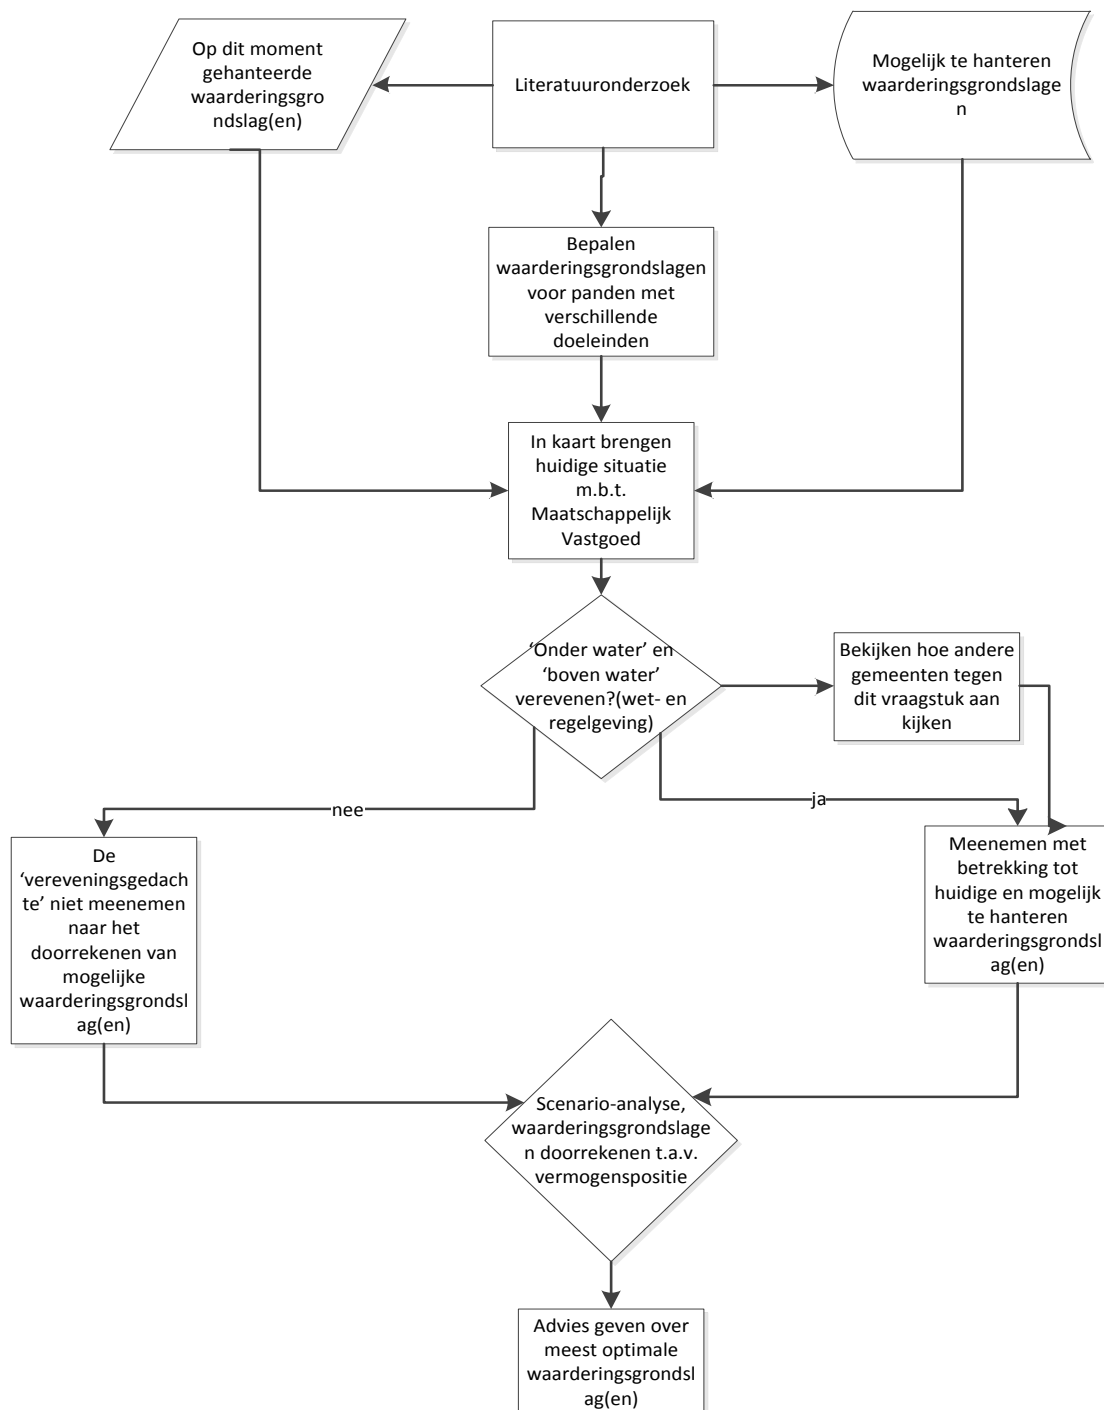 Op dit moment
gehanteerde
waarderingsgro
ndslag(en)
Literatuuronderzoek
Mogelijk te hanteren
waarderingsgrondslage
n
Bepalen
waarderingsgrondslagen
voor panden met
verschillende
doeleinden
In kaart brengen
huidige situatie
m.b.t.
Maatschappelijk
Vastgoed
‘Onder water’ en
‘boven water’
verevenen?(wet- en
regelgeving)
Bekijken hoe andere
gemeenten tegen
dit vraagstuk aan
kijken
nee
ja
De
‘vereveningsgedach
te’ niet meenemen
naar het
doorrekenen van
mogelijke
waarderingsgrondsl
ag(en)
Meenemen met
betrekking tot
huidige en mogelijk
te hanteren
waarderingsgrondsl
ag(en)
Scenario-analyse,
waarderingsgrondslage
n doorrekenen t.a.v.
vermogenspositie
Advies geven over
meest optimale
waarderingsgrondsl
ag(en)